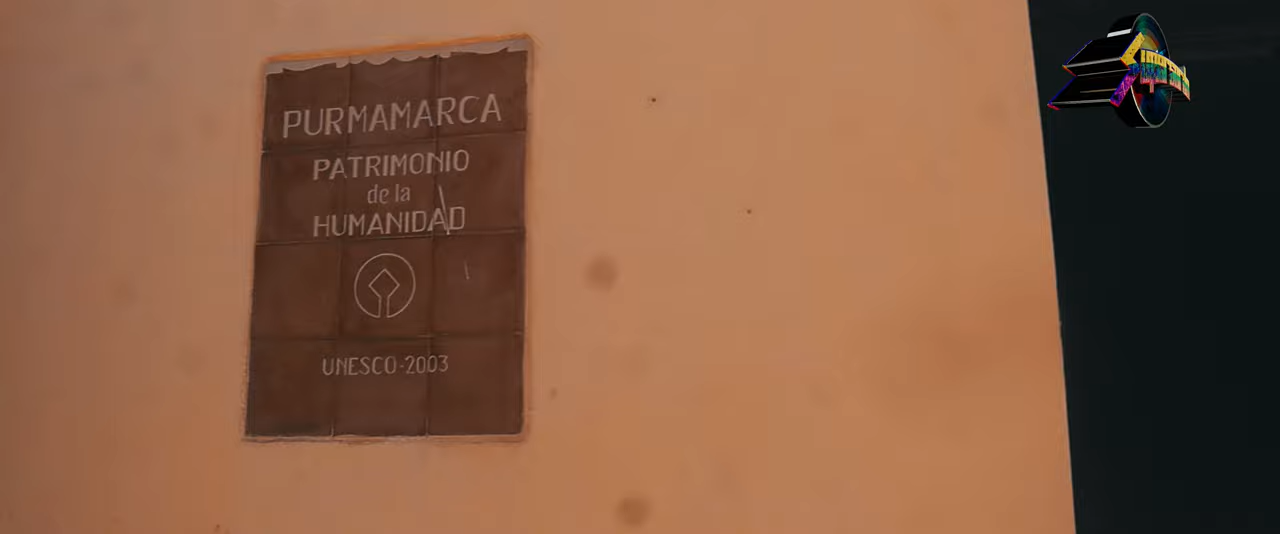 PURMAMARCA
PATRIMONIO
de la
HUMANIDAD
UNESCO-2003